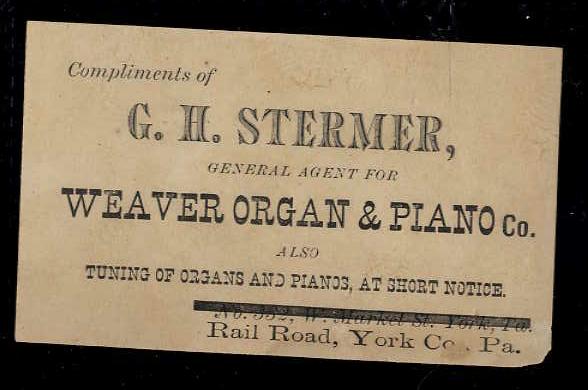 Compliments of
G. H. STERMER,
GENERAL AGENT FOR
WEAVER ORGAN & PIANO Co.
ALSO
TUNING OF ORGANS AND PIANOS, AT SHORT NOTICE.
W. Market St. York, Pa.
Rail Road, York Co. Pa.